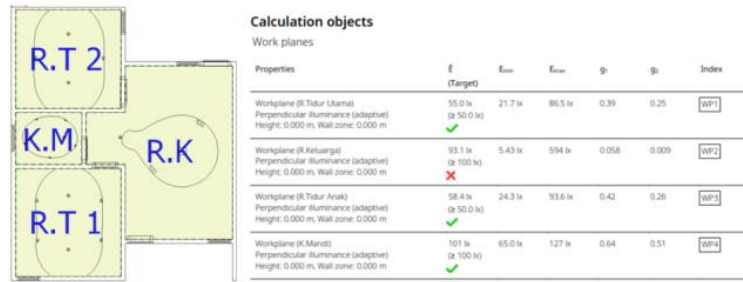 R.T 2
K.M
R.K
R.T 1
Calculation objects
Work planes
Properties Ē Emin Emax g₁ g₂ Index
(Target)
Workplane (R.Tidur Utama) 55.0 lx 21.7 lx 86.5 lx 0.39 0.25 WP1
Perpendicular illuminance (adaptive) (≥ 50.0 lx)
Height: 0.000 m, Wall zone: 0.000 m
Workplane (R.Keluarga) 93.1 lx 5.43 lx 594 lx 0.058 0.009 WP2
Perpendicular illuminance (adaptive) (≥ 100 lx)
Height: 0.000 m, Wall zone: 0.000 m
Workplane (R.Tidur Anak) 58.4 lx 24.3 lx 93.6 lx 0.42 0.26 WP3
Perpendicular illuminance (adaptive) (≥ 50.0 lx)
Height: 0.000 m, Wall zone: 0.000 m
Workplane (K.Mandi) 101 lx 65.0 lx 127 lx 0.64 0.51 WP4
Perpendicular illuminance (adaptive) (≥ 100 lx)
Height: 0.000 m, Wall zone: 0.000 m